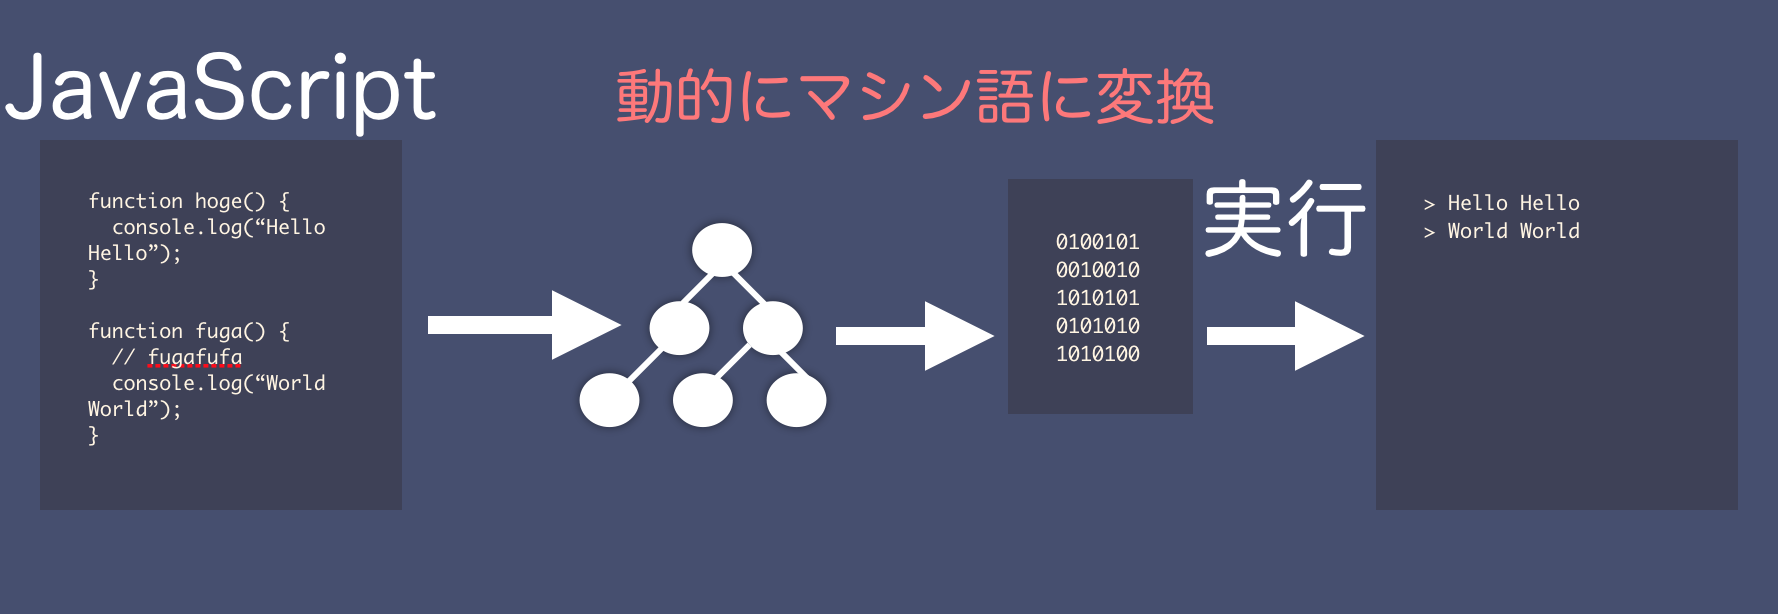 JavaScript
動的にマシン語に変換
function hoge() {
  console.log(“Hello
Hello”);
}
function fuga() {
  // fugafufa
  console.log(“World
World”);
}
0100101
0010010
1010101
0101010
1010100
実行
> Hello Hello
> World World